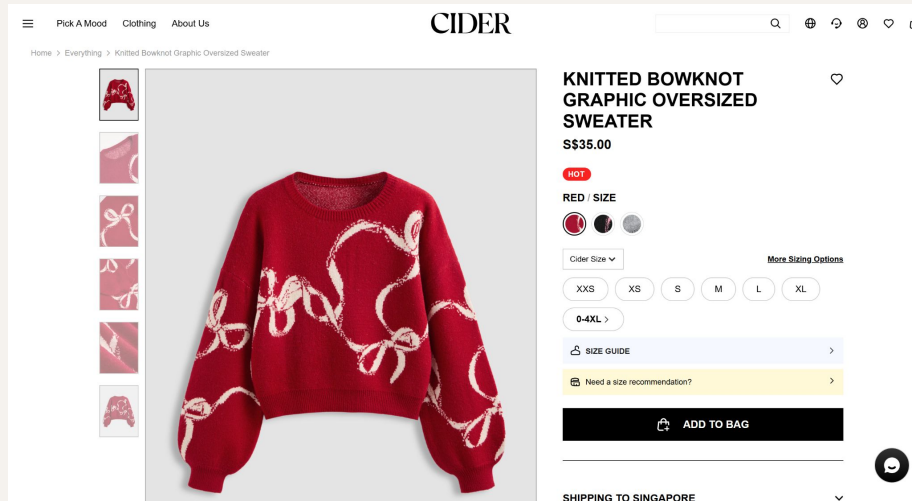 Pick A Mood Clothing About Us CIDER
Home > Everything > Knitted Bowknot Graphic Oversized Sweater
KNITTED BOWKNOT
GRAPHIC OVERSIZED
SWEATER
S$35.00
HOT
RED / SIZE
Cider Size More Sizing Options
XXS XS S M L XL
0-4XL >
SIZE GUIDE
Need a size recommendation?
ADD TO BAG
SHIPPING TO SINGAPORE